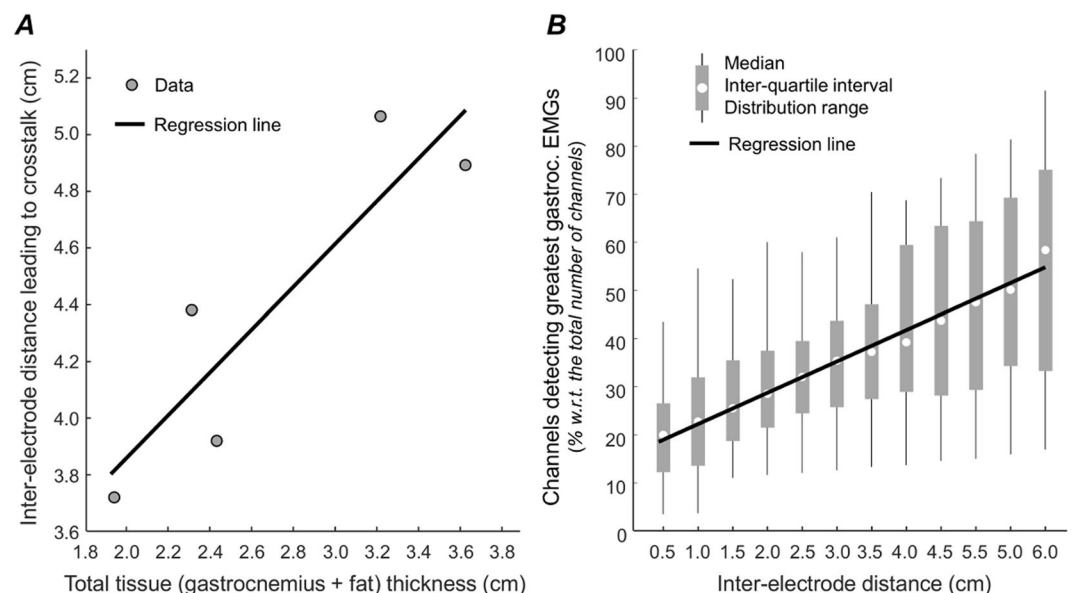 A
Inter-electrode distance leading to crosstalk (cm)
5.2
5.0
4.8
4.6
4.4
4.2
4.0
3.8
3.6
Data
Regression line
1.8 2.0 2.2 2.4 2.6 2.8 3.0 3.2 3.4 3.6 3.8
Total tissue (gastrocnemius + fat) thickness (cm)
B
Channels detecting greatest gastroc. EMGs
(% w.r.t. the total number of channels)
100
90
80
70
60
50
40
30
20
10
0
Median
Inter-quartile interval
Distribution range
Regression line
0.5 1.0 1.5 2.0 2.5 3.0 3.5 4.0 4.5 5.5 5.0 6.0
Inter-electrode distance (cm)